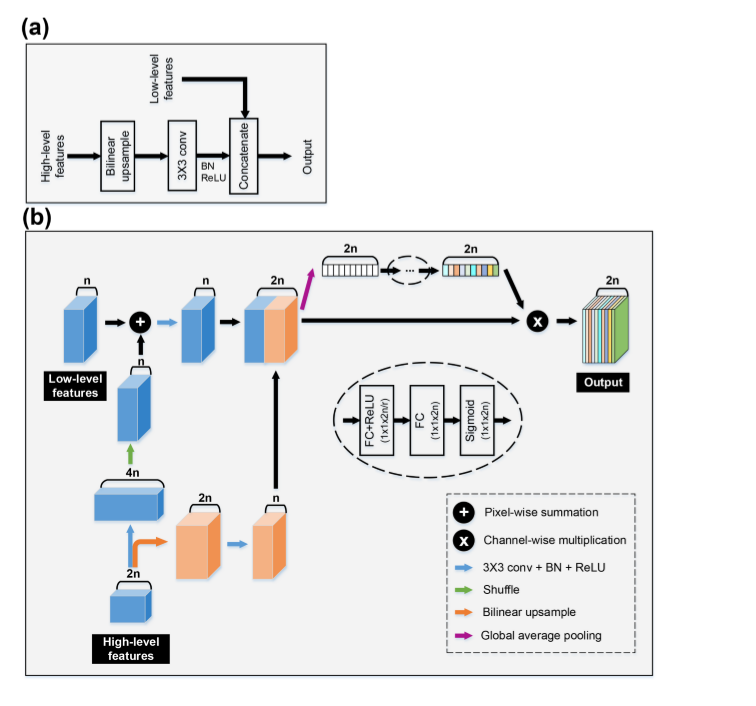 (a)
Low-level
features
High-level
features
Bilinear
upsample
3X3 conv
BN
ReLU
Concatenate
Output
(b)
2n
...
2n
n
n
2n
2n
+
x
Low-level
features
Output
n
FC+ReLU
(1x1x2n/r)
FC
(1x1x2n)
Sigmoid
(1x1x2n)
4n
2n
n
2n
High-level
features
+ Pixel-wise summation
x Channel-wise multiplication
3X3 conv + BN + ReLU
Shuffle
Bilinear upsample
Global average pooling